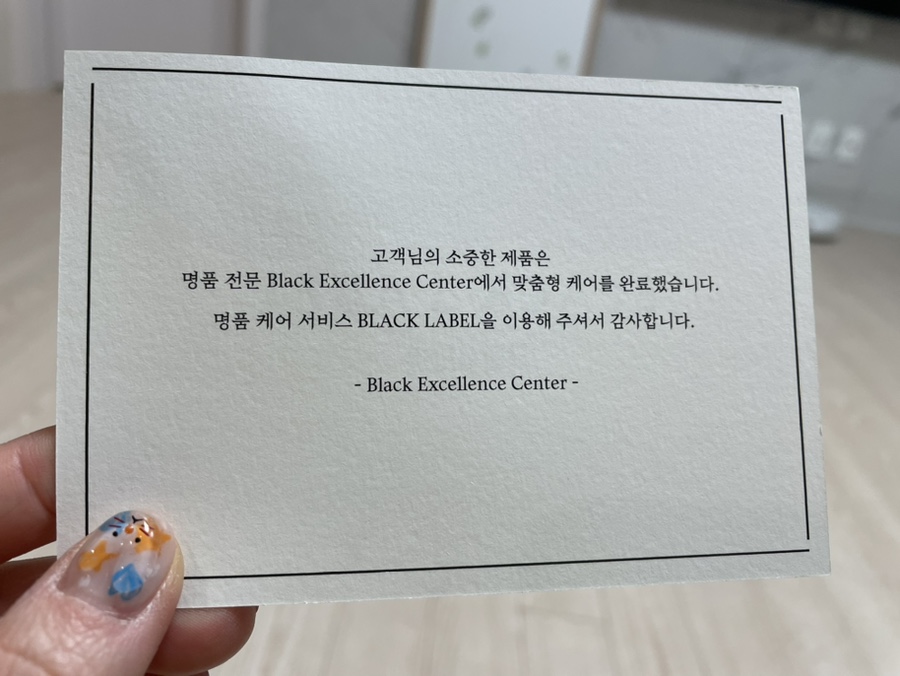 고객님의 소중한 제품은
명품 전문 Black Excellence Center에서 맞춤형 케어를 완료했습니다.
명품 케어 서비스 BLACK LABEL을 이용해 주셔서 감사합니다.
- Black Excellence Center -